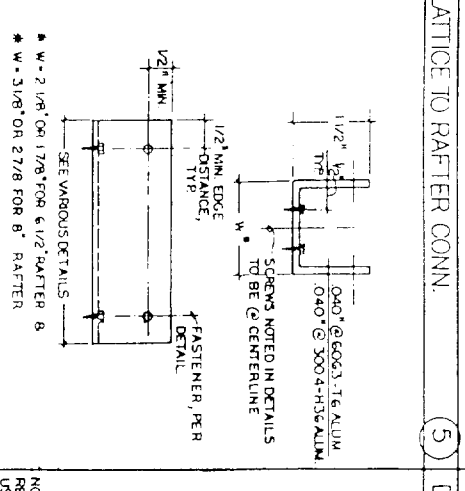 LATTICE TO RAFTER CONN.
5
1 1/2"
1/2"
TYP
W *
.040" @ 6063-T6 ALUM
.040" @ 3004-H36 ALUM.
SCREWS NOTED IN DETAILS
TO BE @ CENTERLINE
1/2" MIN.
1/2" MIN. EDGE
DISTANCE,
TYP.
FASTENER, PER
DETAIL
SEE VARIOUS DETAILS
* W = 2 1/8" OR 1 7/8" FOR 6 1/2" RAFTER &
* W = 3 1/8" OR 2 7/8 FOR 8" RAFTER